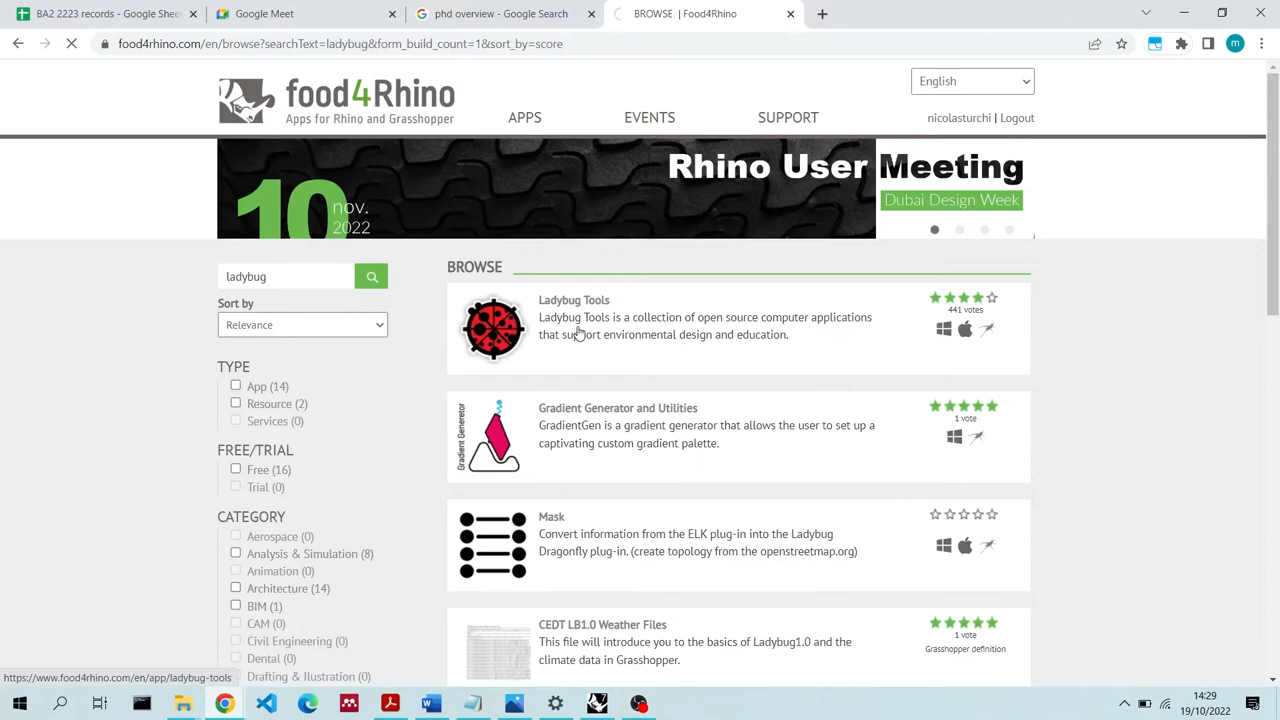 BA2 2223 - Google Sheet
Google Meet
phd overview - Google Search
BROWSE | Food4Rhino
food4rhino.com/en/browse?searchText=ladybug&form_build_count=1&sort_by=score
m
food4Rhino
Apps for Rhino and Grasshopper
APPS
EVENTS
SUPPORT
English
nicolasturchi | Logout
Rhino User Meeting
Dubai Design Week
10 nov. 2022
ladybug
Sort by
Relevance
TYPE
App (14)
Resource (2)
Services (0)
FREE/TRIAL
Free (16)
Trial (0)
CATEGORY
Aerospace (0)
Analysis & Simulation (8)
Animation (0)
Architecture (14)
BIM (1)
CAM (0)
Civil Engineering (0)
Dental (0)
Drafting & Illustration (0)
BROWSE
Ladybug Tools
Ladybug Tools is a collection of open source computer applications
that support environmental design and education.
441 votes
Gradient Generator
Gradient Generator and Utilities
GradientGen is a gradient generator that allows the user to set up a
captivating custom gradient palette.
1 vote
Mask
Convert information from the ELK plug-in into the Ladybug
Dragonfly plug-in. (create topology from the openstreetmap.org)
CEDT LB1.0 Weather Files
This file will introduce you to the basic of Ladybug1.0 and the
climate data in Grasshopper.
1 vote
Grasshopper definition
https://www.food4rhino.com/en/app/ladybug-tools
14:29
19/10/2022